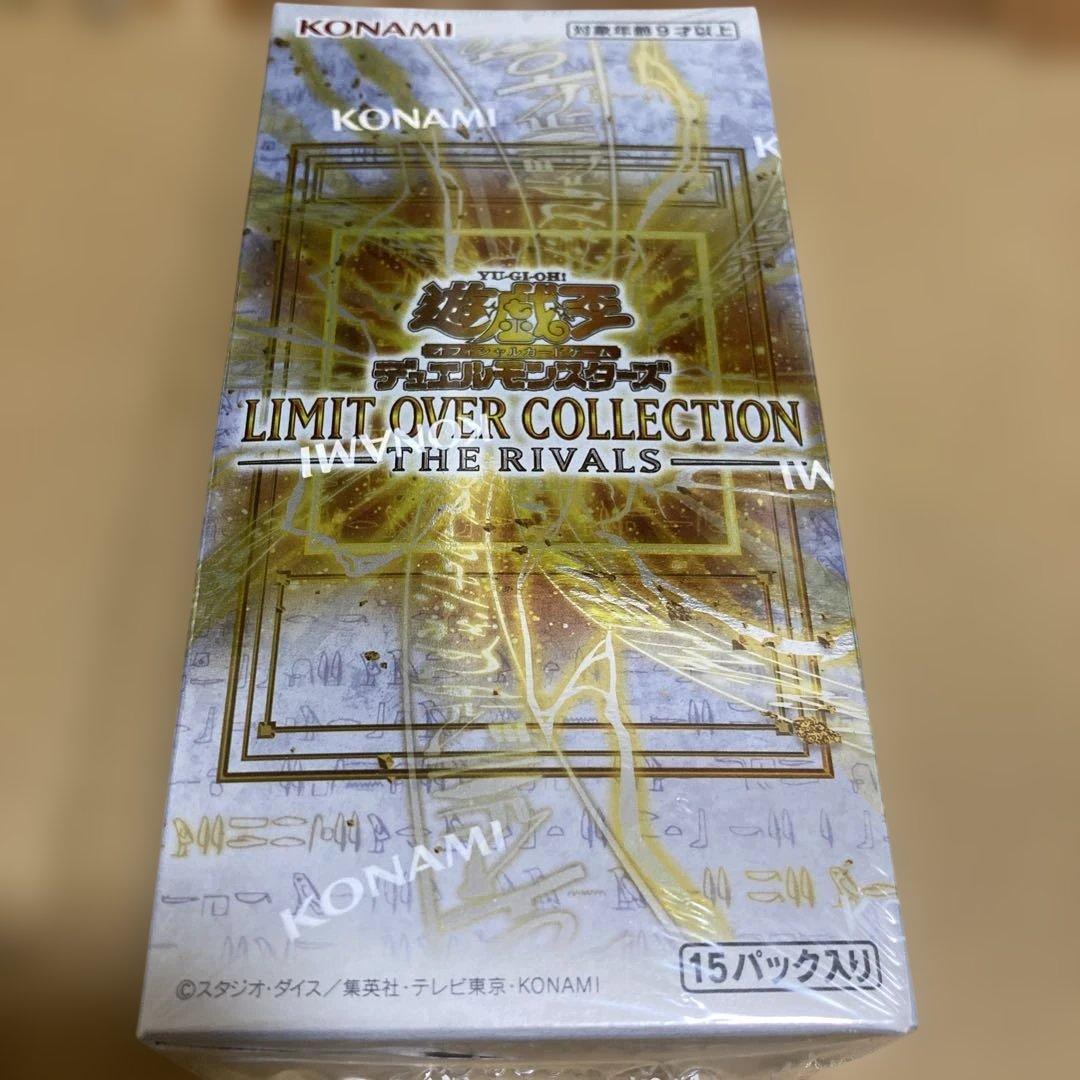 KONAMI
対象年齢9才以上
KONAMI
YU-GI-OH!
遊戯王
オフィシャルカードゲーム
デュエルモンスターズ
LIMIT OVER COLLECTION
KONAMI
THE RIVALS
KONAMI
15パック入り
©スタジオ・ダイス/集英社・テレビ東京・KONAMI